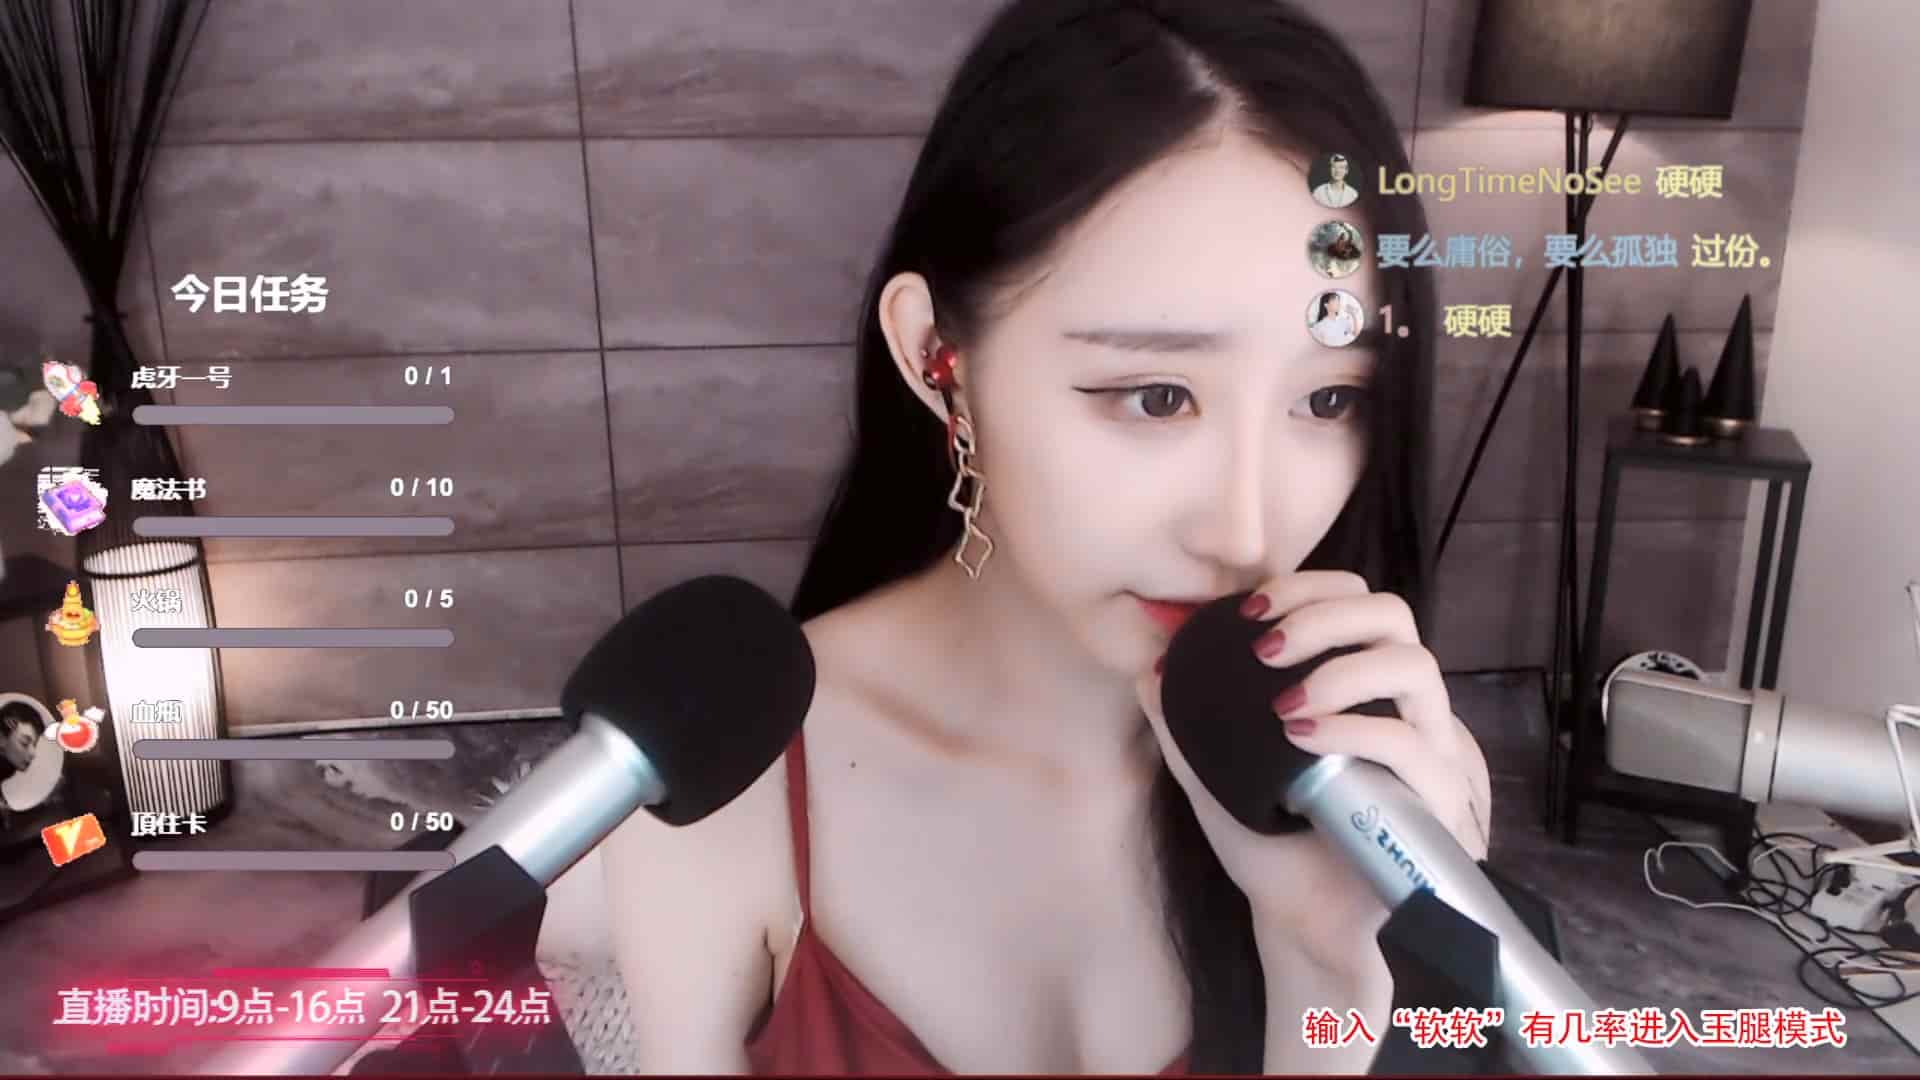 LongTimeNoSee 硬硬
要么庸俗，要么孤独 过份。
1。 硬硬
今日任务
虎牙一号 0 / 1
魔法书 0 / 10
火锅 0 / 5
血瓶 0 / 50
頂住卡 0 / 50
直播时间:9点-16点 21点-24点
输入“软软”有几率进入玉腿模式